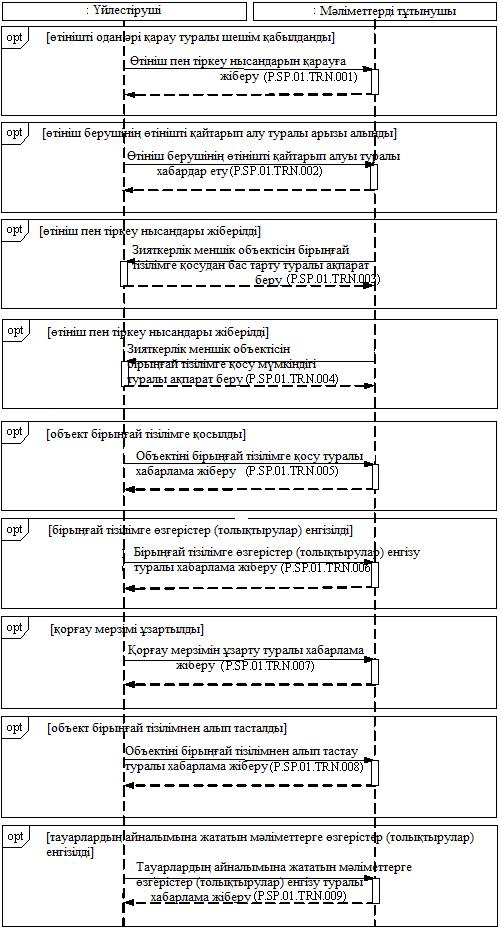 : Үйлестіруші
: Мәліметтерді тұтынушы
opt
[өтінішті одан әрі қарау туралы шешім қабылданды]
Өтініш пен тіркеу нысандарын қарауға
жіберу (P.SP.01.TRN.001)
opt
[өтініш берушінің өтінішті қайтарып алу туралы арызы алынды]
Өтініш берушінің өтінішті қайтарып алуы туралы
хабардар ету (P.SP.01.TRN.002)
opt
[өтініш пен тіркеу нысандары жіберілді]
Зияткерлік меншік объектісін бірыңғай
тізілімге қосудан бас тарту туралы ақпарат
беру (P.SP.01.TRN.003)
opt
[өтініш пен тіркеу нысандары жіберілді]
Зияткерлік меншік объектісін
бірыңғай тізілімге қосу мүмкіндігі
туралы ақпарат беру (P.SP.01.TRN.004)
opt
[объект бірыңғай тізілімге қосылды]
Объектіні бірыңғай тізілімге қосу туралы
хабарлама жіберу (P.SP.01.TRN.005)
opt
[бірыңғай тізілімге өзгерістер (толықтырулар) енгізілді]
Бірыңғай тізілімге өзгерістер (толықтырулар) енгізу
туралы хабарлама жіберу (P.SP.01.TRN.006
opt
[қорғау мерзімі ұзартылды]
Қорғау мерзімін ұзарту туралы хабарлама
жіберу (P.SP.01.TRN.007)
opt
[объект бірыңғай тізілімнен алып тасталды]
Объектіні бірыңғай тізілімнен алып тастау
туралы хабарлама жіберу (P.SP.01.TRN.008)
opt
[тауарлардың айналымына жататын мәліметтерге өзгерістер (толықтырулар)
енгізілді]
Тауарлардың айналымына жататын мәліметтерге
өзгерістер (толықтырулар) енгізу туралы
хабарлама жіберу (P.SP.01.TRN.009)